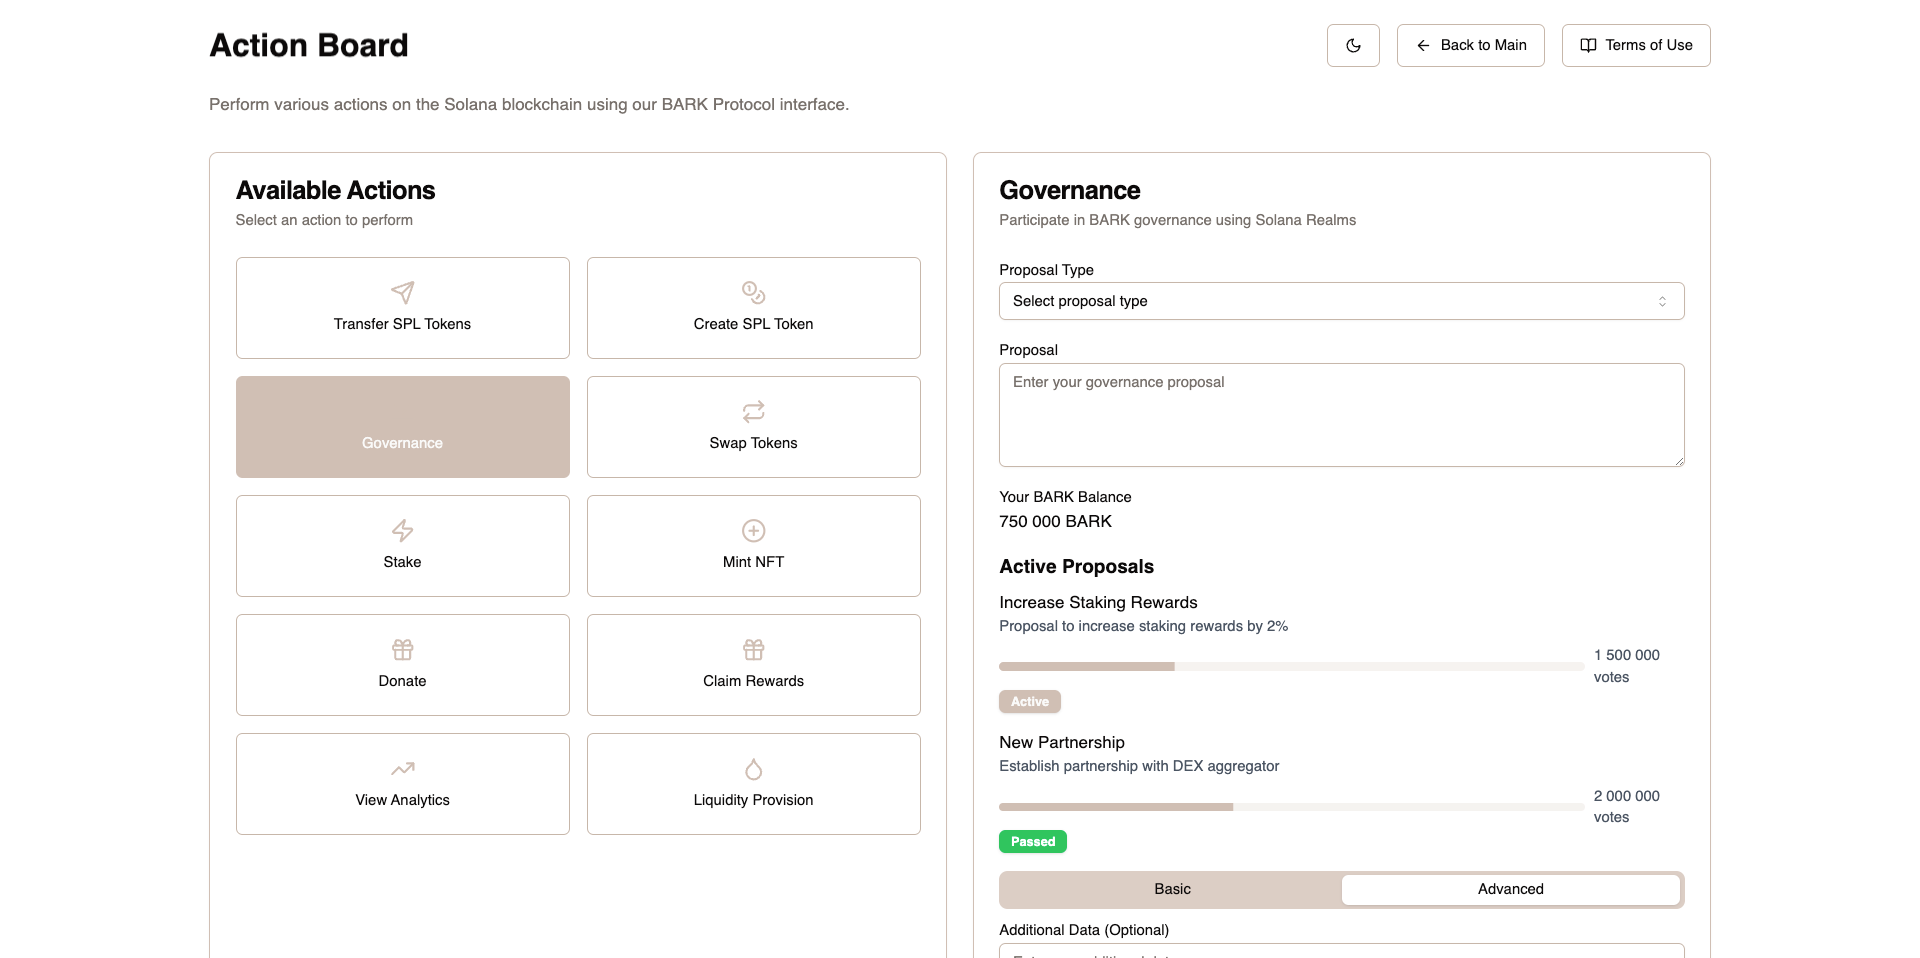 Action Board
Back to Main
Terms of Use
Perform various actions on the Solana blockchain using our BARK Protocol interface.
Available Actions
Select an action to perform
Transfer SPL Tokens
Create SPL Token
Governance
Swap Tokens
Stake
Mint NFT
Donate
Claim Rewards
View Analytics
Liquidity Provision
Governance
Participate in BARK governance using Solana Realms
Proposal Type
Select proposal type
Proposal
Enter your governance proposal
Your BARK Balance
750 000 BARK
Active Proposals
Increase Staking Rewards
Proposal to increase staking rewards by 2%
1 500 000
votes
Active
New Partnership
Establish partnership with DEX aggregator
2 000 000
votes
Passed
Basic
Advanced
Additional Data (Optional)